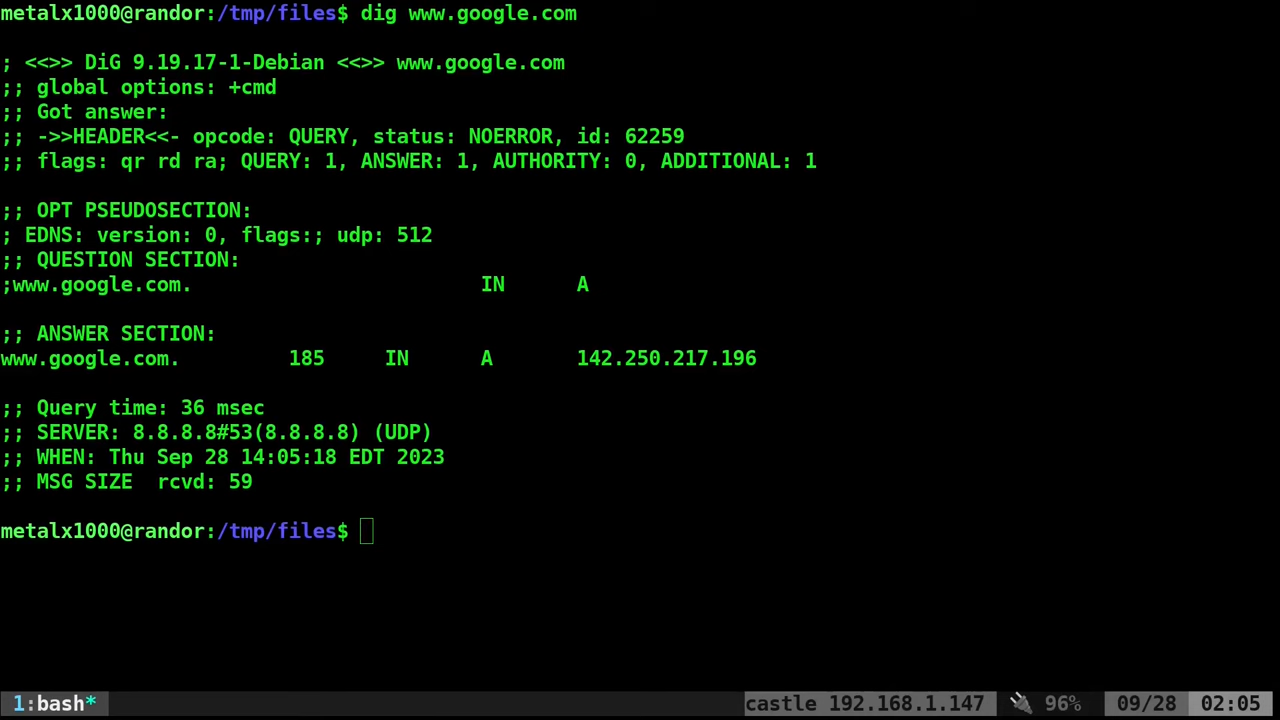 metalx1000@randor:/tmp/files$ dig www.google.com
; <<>> DiG 9.19.17-1-Debian <<>> www.google.com
;; global options: +cmd
;; Got answer:
;; ->>HEADER<<- opcode: QUERY, status: NOERROR, id: 62259
;; flags: qr rd ra; QUERY: 1, ANSWER: 1, AUTHORITY: 0, ADDITIONAL: 1
;; OPT PSEUDOSECTION:
; EDNS: version: 0, flags:; udp: 512
;; QUESTION SECTION:
;www.google.com. IN A
;; ANSWER SECTION:
www.google.com. 185 IN A 142.250.217.196
;; Query time: 36 msec
;; SERVER: 8.8.8.8#53(8.8.8.8) (UDP)
;; WHEN: Thu Sep 28 14:05:18 EDT 2023
;; MSG SIZE rcvd: 59
metalx1000@randor:/tmp/files$
1:bash* castle 192.168.1.147 96% 09/28 02:05